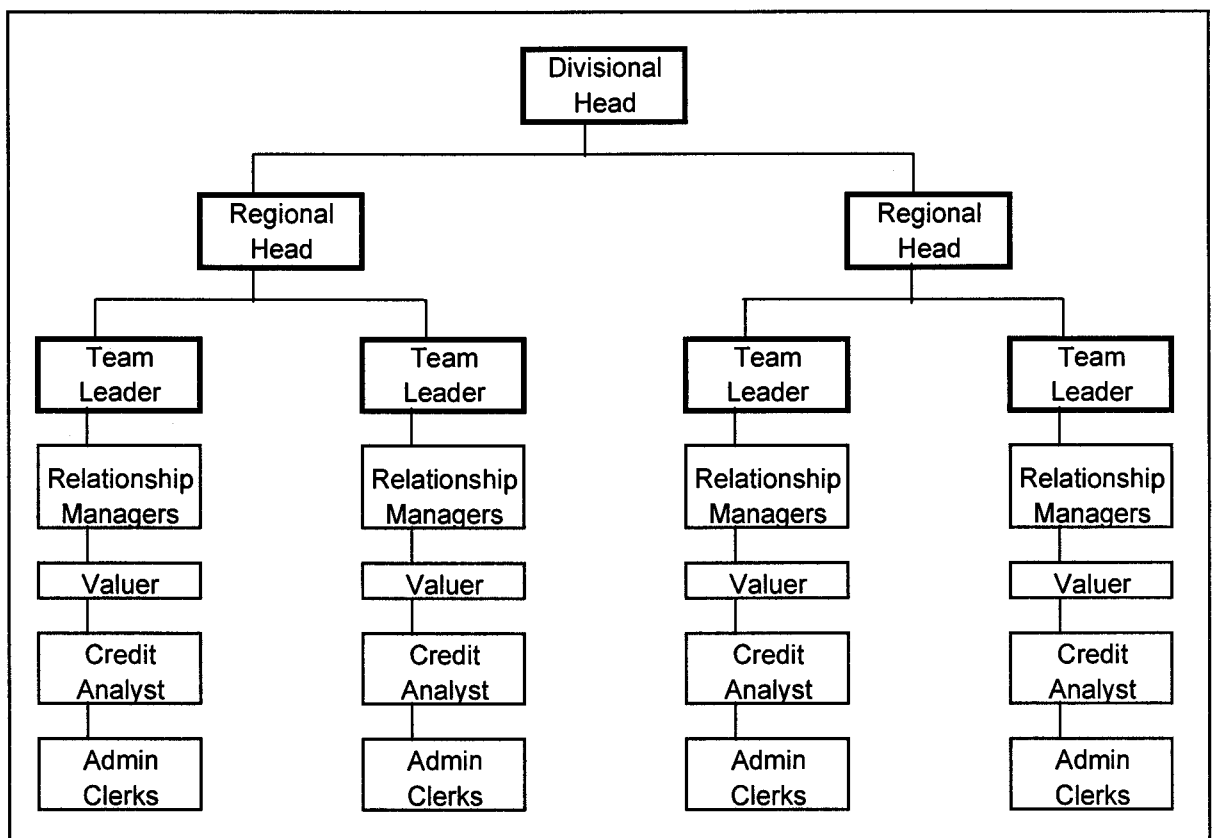 Divisional
Head
Regional
Head
Regional
Head
Team
Leader
Team
Leader
Team
Leader
Team
Leader
Relationship
Managers
Relationship
Managers
Relationship
Managers
Relationship
Managers
Valuer
Valuer
Valuer
Valuer
Credit
Analyst
Credit
Analyst
Credit
Analyst
Credit
Analyst
Admin
Clerks
Admin
Clerks
Admin
Clerks
Admin
Clerks